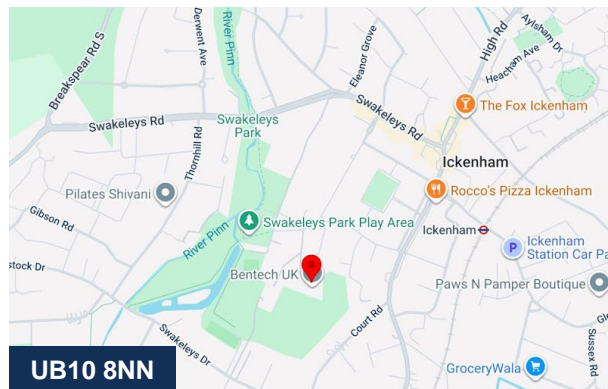 Breakspear Rd S
Derwent Ave
River Pinn
Eleanor Grove
High Rd
Aylsham Dr
Heacham Ave
The Fox Ickenham
Swakeleys Rd
Swakeleys
Park
Swakeleys Rd
Ickenham
Thornhill Rd
Pilates Shivani
Rocco's Pizza Ickenham
Gibson Rd
Swakeleys Park Play Area
Ickenham
River Pinn
P
Ickenham
Station Car Pa
stock Dr
Bentech UK
Paws N Pamper Boutique
Swakeleys Dr
Court Rd
Gle
Sussex Rd
GroceryWala
UB10 8NN